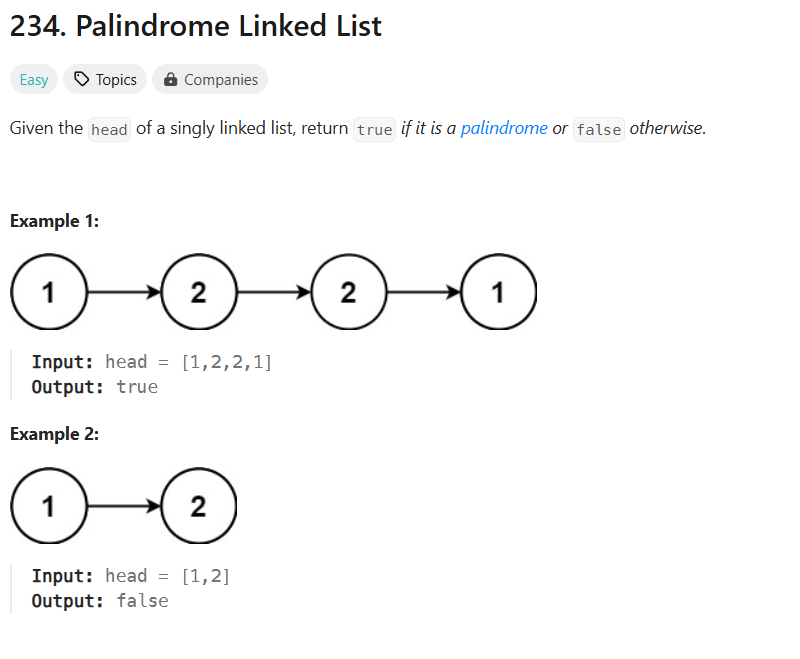 234. Palindrome Linked List
Easy Topics Companies
Given the head of a singly linked list, return true if it is a palindrome or false otherwise.
Example 1:
1 2 2 1
Input: head = [1,2,2,1]
Output: true
Example 2:
1 2
Input: head = [1,2]
Output: false